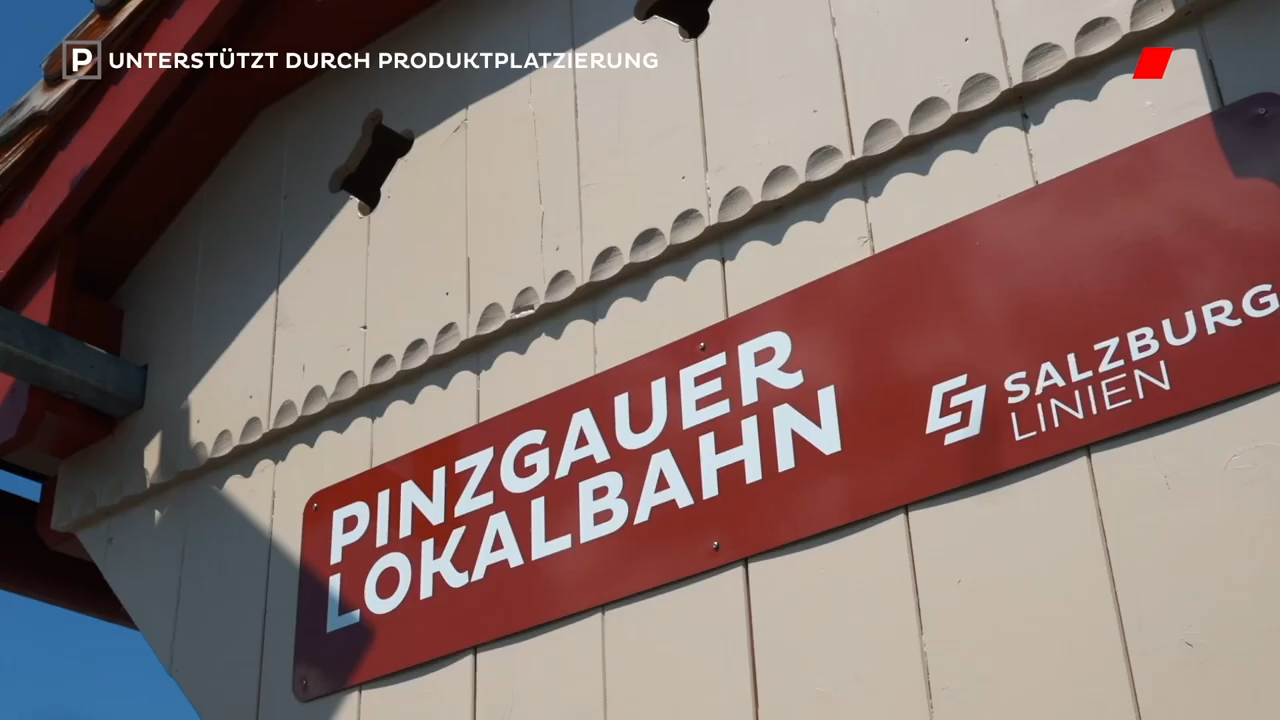 P UNTERSTÜTZT DURCH PRODUKTPLATZIERUNG
PINZGAUER
LOKALBAHN
SALZBURG
LINIEN